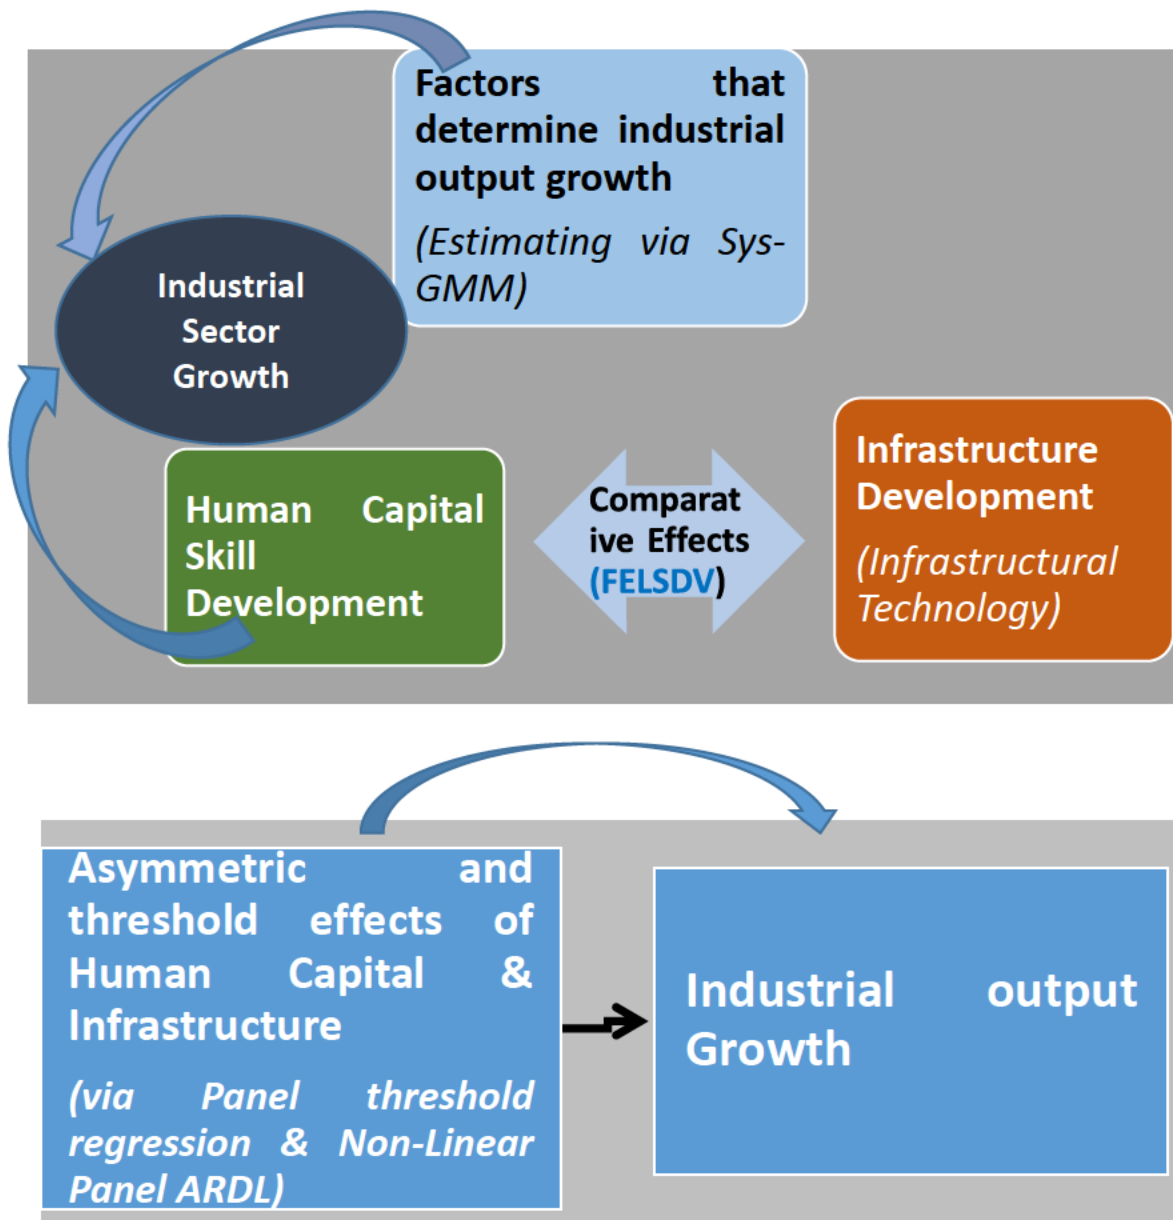 Factors that
determine industrial
output growth
(Estimating via Sys-
GMM)
Industrial
Sector
Growth
Human Capital
Skill
Development
Comparat
ive Effects
(FELSDV)
Infrastructure
Development
(Infrastructural
Technology)
Asymmetric and
threshold effects of
Human Capital &
Infrastructure
(via Panel threshold
regression & Non-Linear
Panel ARDL)
Industrial output
Growth